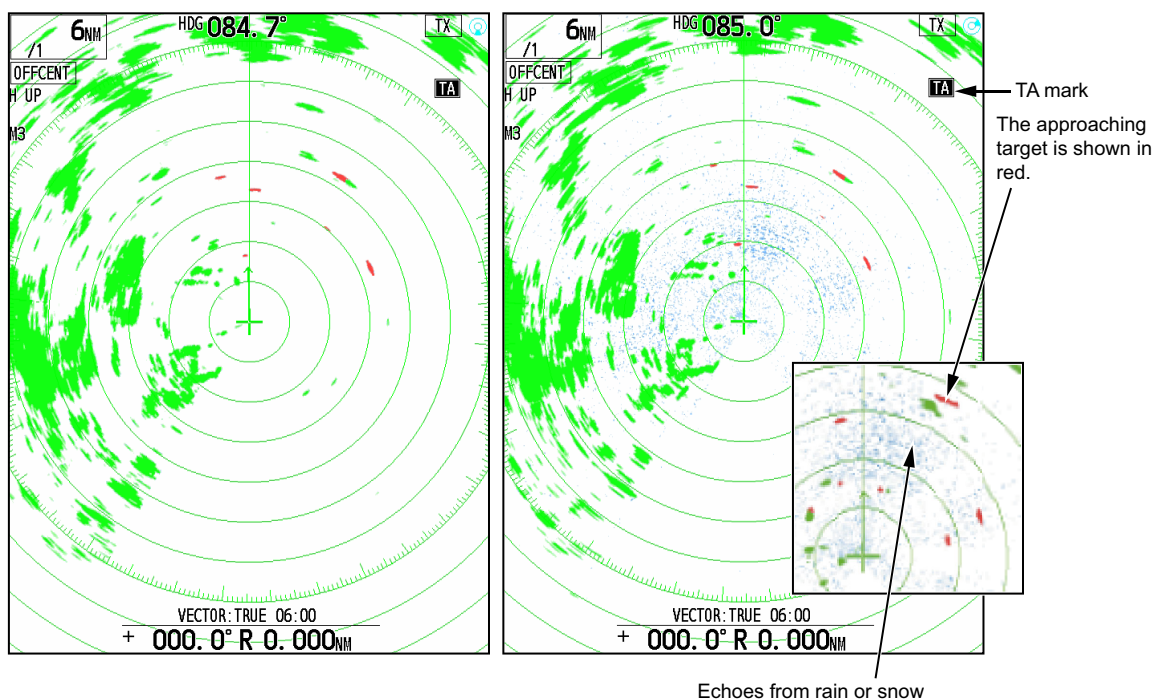 6NM
/1
HDG 084.7°
TX
OFFCENT
H UP
TA
M3
VECTOR:TRUE 06:00
+ 000.0° R 0.000NM
6NM
/1
HDG 085.0°
TX
OFFCENT
H UP
TA
M3
VECTOR:TRUE 06:00
+ 000.0° R 0.000NM
TA mark
The approaching
target is shown in
red.
Echoes from rain or snow